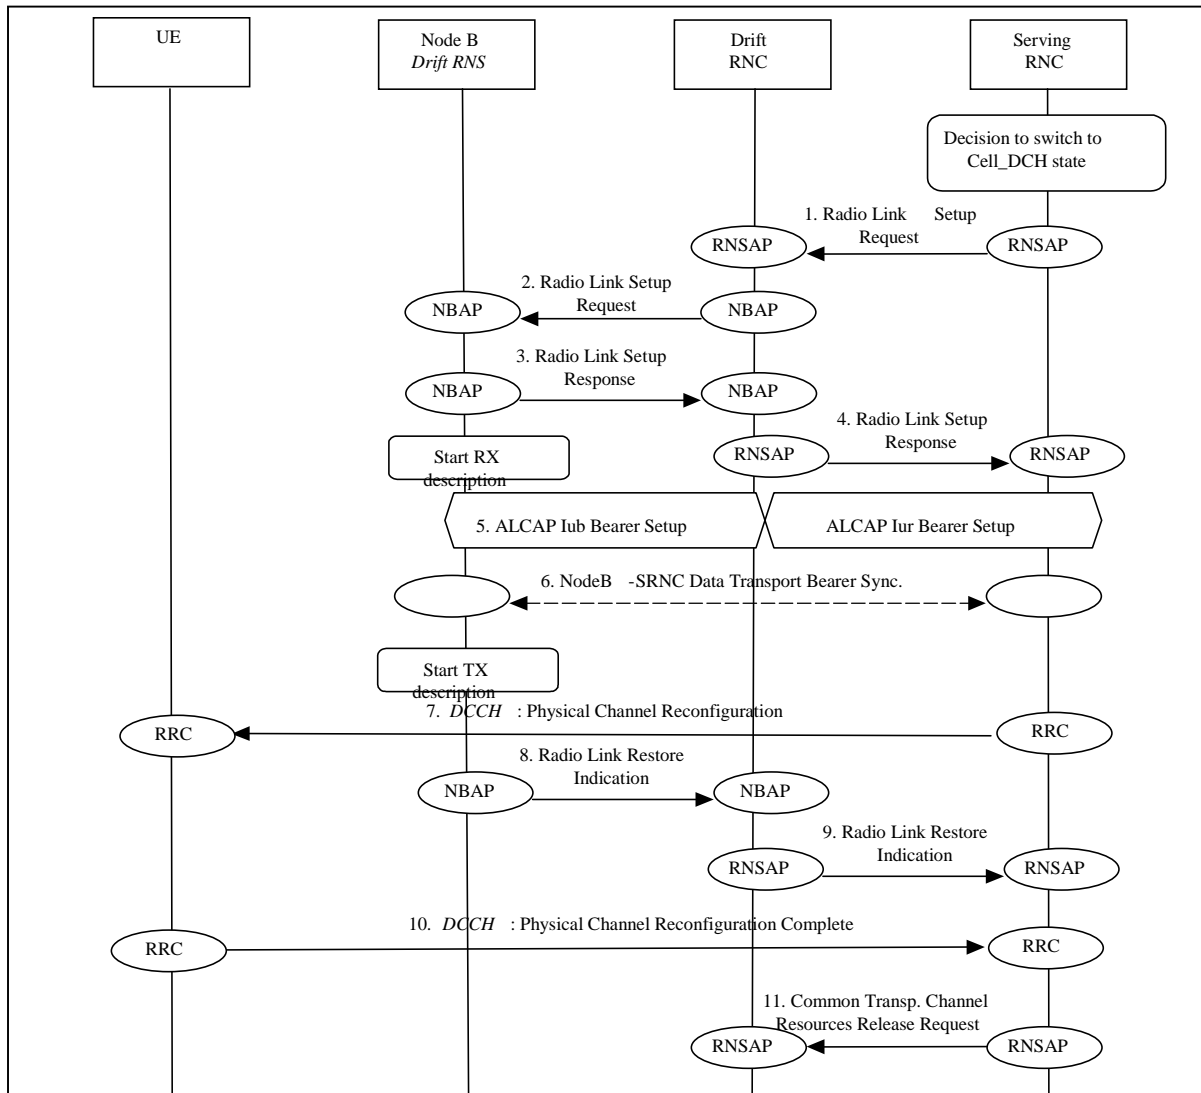 UE
Node B
Drift RNS
Drift
RNC
Serving
RNC
Decision to switch to
Cell_DCH state
1. Radio Link Setup
Request
RNSAP
RNSAP
2. Radio Link Setup
Request
NBAP
NBAP
3. Radio Link Setup
Response
NBAP
NBAP
4. Radio Link Setup
Response
RNSAP
RNSAP
Start RX
description
5. ALCAP Iub Bearer Setup
ALCAP Iur Bearer Setup
6. NodeB -SRNC Data Transport Bearer Sync.
Start TX
description
7. DCCH : Physical Channel Reconfiguration
RRC
RRC
8. Radio Link Restore
Indication
NBAP
NBAP
9. Radio Link Restore
Indication
RNSAP
RNSAP
10. DCCH : Physical Channel Reconfiguration Complete
RRC
RRC
11. Common Transp. Channel
Resources Release Request
RNSAP
RNSAP